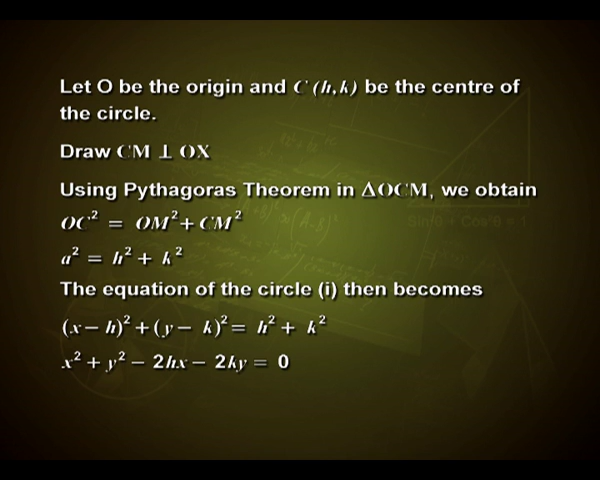 Let O be the origin and C (h,k) be the centre of
the circle.
Draw CM ⊥ OX
Using Pythagoras Theorem in ΔOCM, we obtain
OC² = OM² + CM²
a² = h² + k²
The equation of the circle (i) then becomes
(x − h)² + (y − k)² = h² + k²
x² + y² − 2hx − 2ky = 0